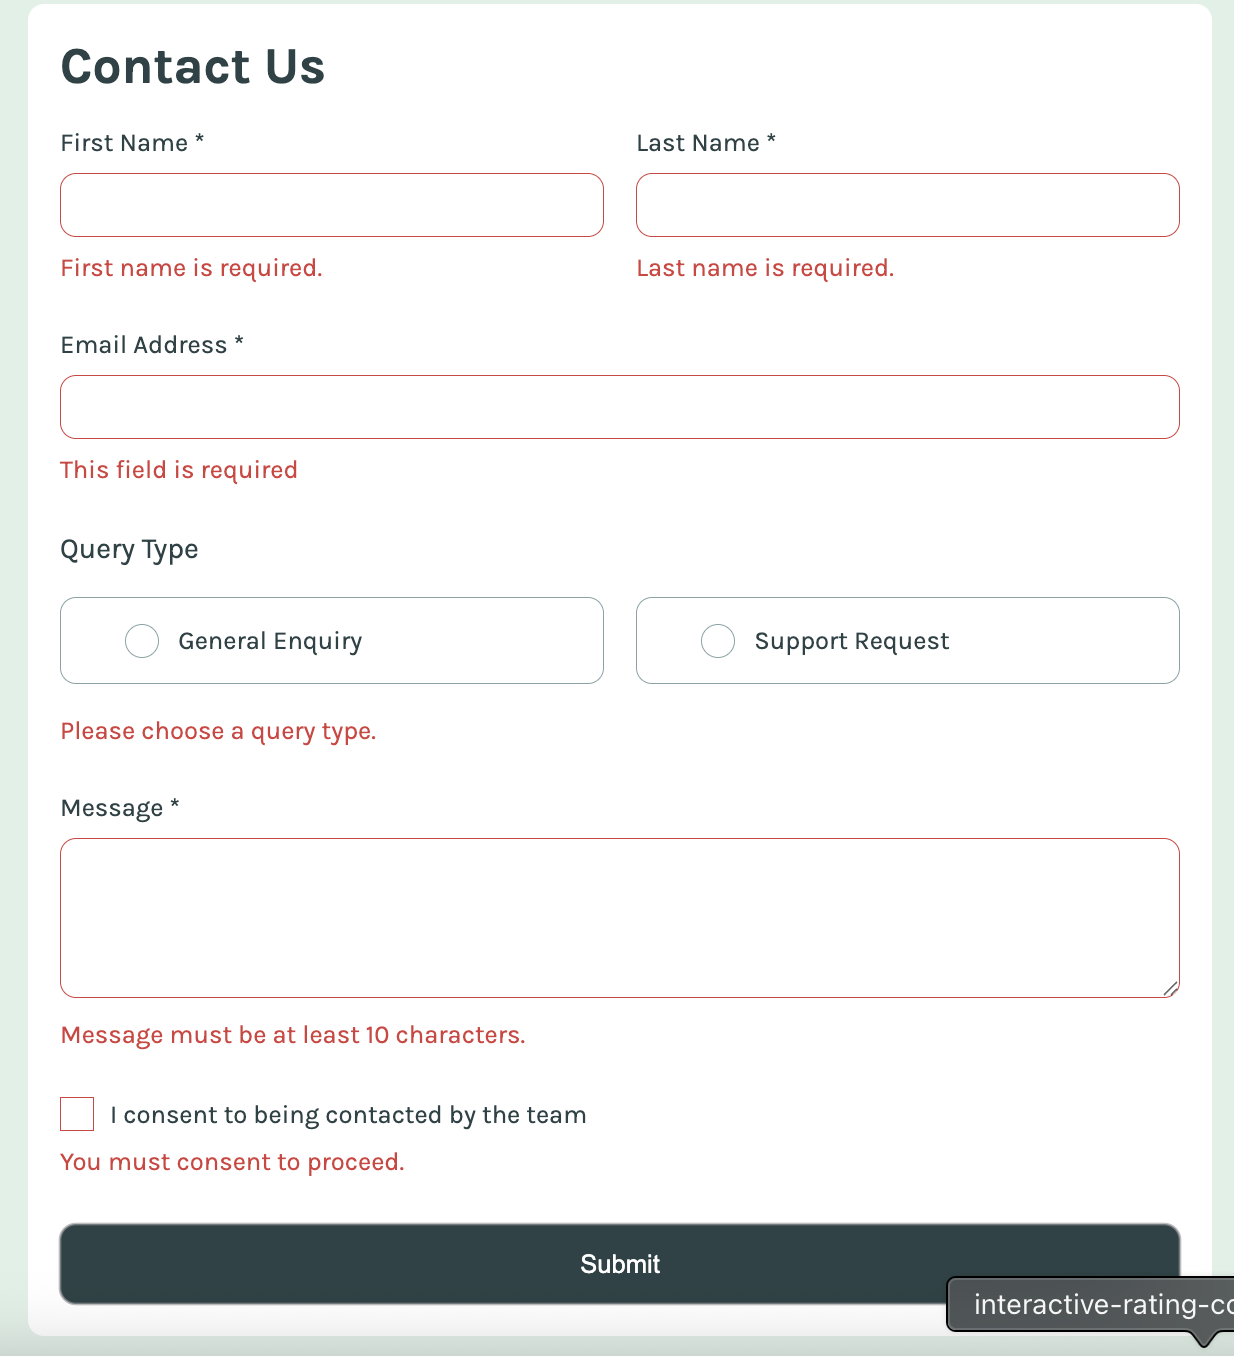 Contact Us
First Name *
Last Name *
First name is required.
Last name is required.
Email Address *
This field is required
Query Type
General Enquiry
Support Request
Please choose a query type.
Message *
Message must be at least 10 characters.
I consent to being contacted by the team
You must consent to proceed.
Submit
interactive-rating-